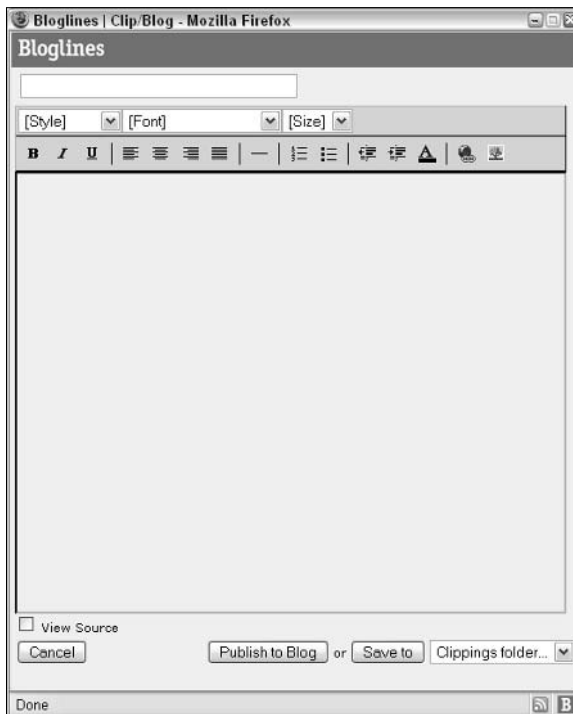 Bloglines | Clip/Blog - Mozilla Firefox
Bloglines
[Style] [Font] [Size]
B I U A
View Source
Cancel Publish to Blog or Save to Clippings folder...
Done B